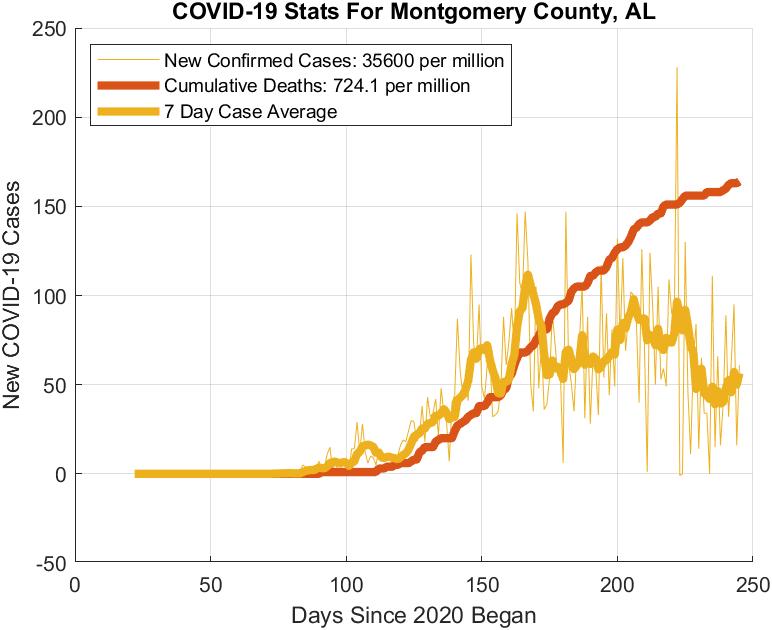 COVID-19 Stats For Montgomery County, AL
250
New Confirmed Cases: 35600 per million
Cumulative Deaths: 724.1 per million
7 Day Case Average
200
150
100
50
0
-50
New COVID-19 Cases
0 50 100 150 200 250
Days Since 2020 Began